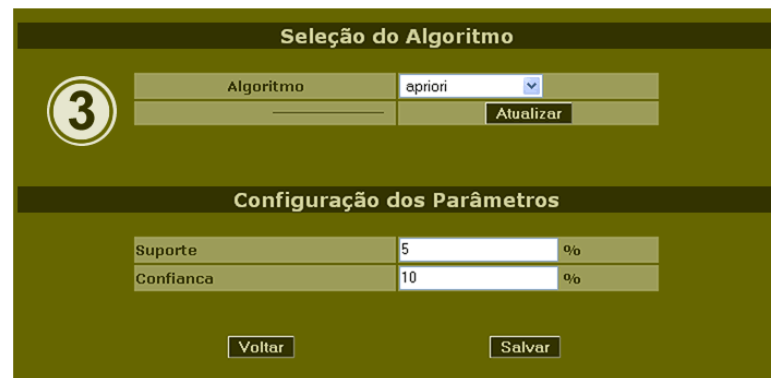 Seleção do Algoritmo
3
Algoritmo apriori
Atualizar
Configuração dos Parâmetros
Suporte 5 %
Confianca 10 %
Voltar Salvar